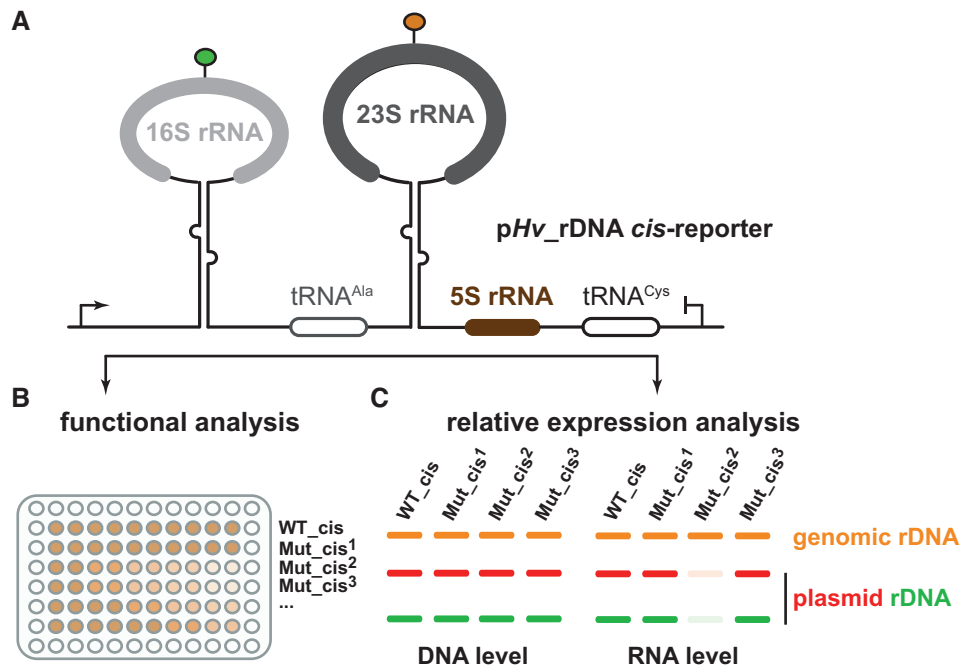 A
16S rRNA
23S rRNA
pHv_rDNA cis-reporter
tRNAAla
5S rRNA
tRNACys
B
functional analysis
WT_cis
Mut_cis1
Mut_cis2
Mut_cis3
...
C
relative expression analysis
WT_cis
Mut_cis1
Mut_cis2
Mut_cis3
WT_cis
Mut_cis1
Mut_cis2
Mut_cis3
genomic rDNA
plasmid rDNA
DNA level
RNA level